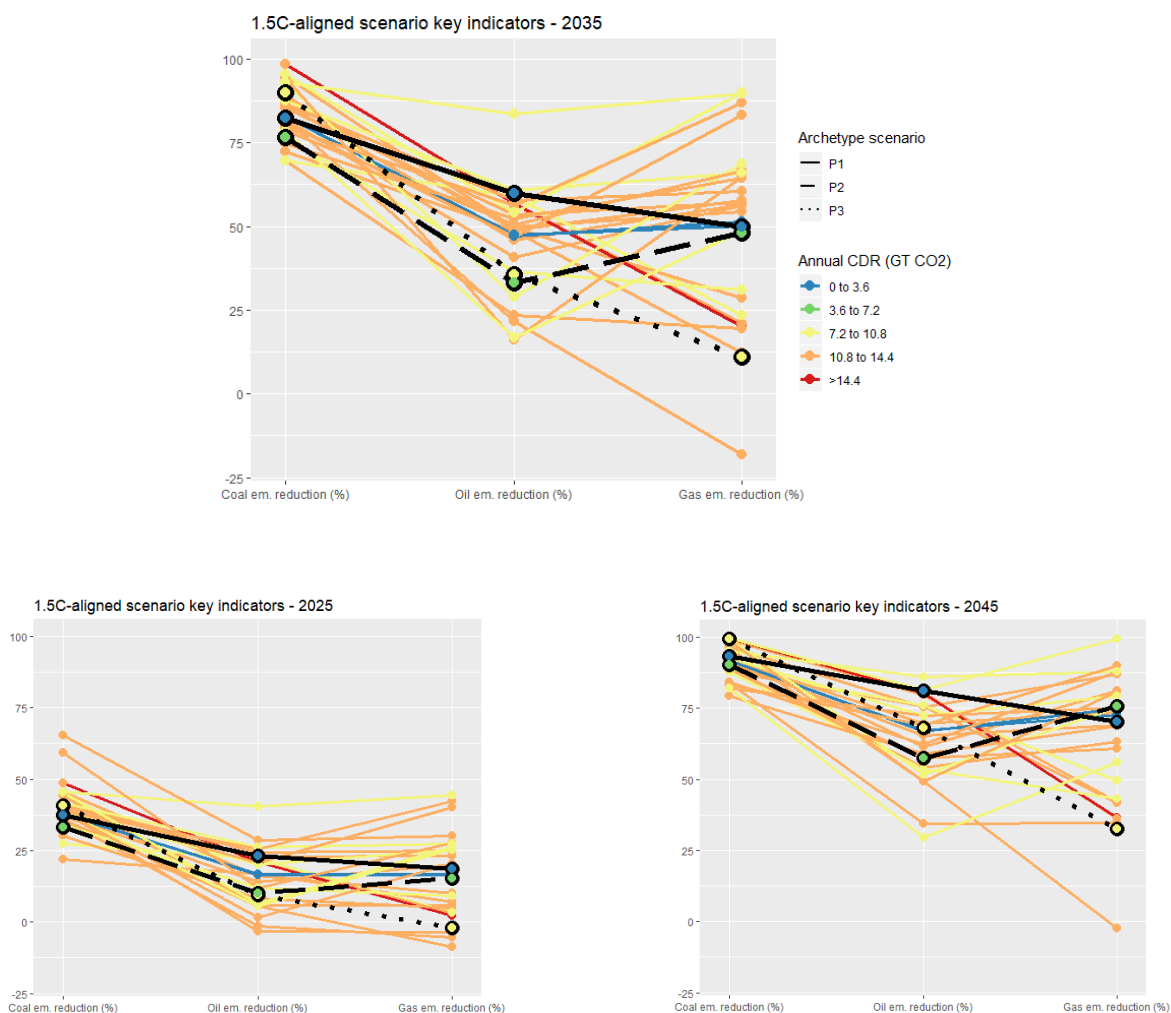 1.5C-aligned scenario key indicators - 2035
100
75
50
25
0
-25
Coal em. reduction (%) Oil em. reduction (%) Gas em. reduction (%)
Archetype scenario
P1
P2
P3
Annual CDR (GT CO2)
0 to 3.6
3.6 to 7.2
7.2 to 10.8
10.8 to 14.4
>14.4
1.5C-aligned scenario key indicators - 2025
100
75
50
25
0
-25
Coal em. reduction (%) Oil em. reduction (%) Gas em. reduction (%)
1.5C-aligned scenario key indicators - 2045
100
75
50
25
0
-25
Coal em. reduction (%) Oil em. reduction (%) Gas em. reduction (%)